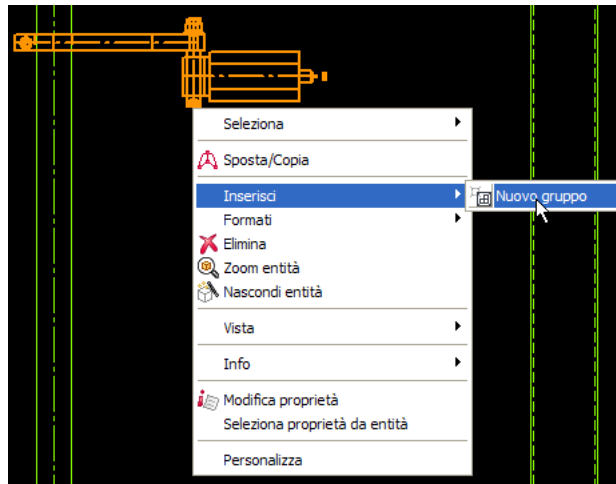 Seleziona
Sposta/Copia
Inserisci
Nuovo gruppo
Formati
Elimina
Zoom entità
Nascondi entità
Vista
Info
Modifica proprietà
Seleziona proprietà da entità
Personalizza